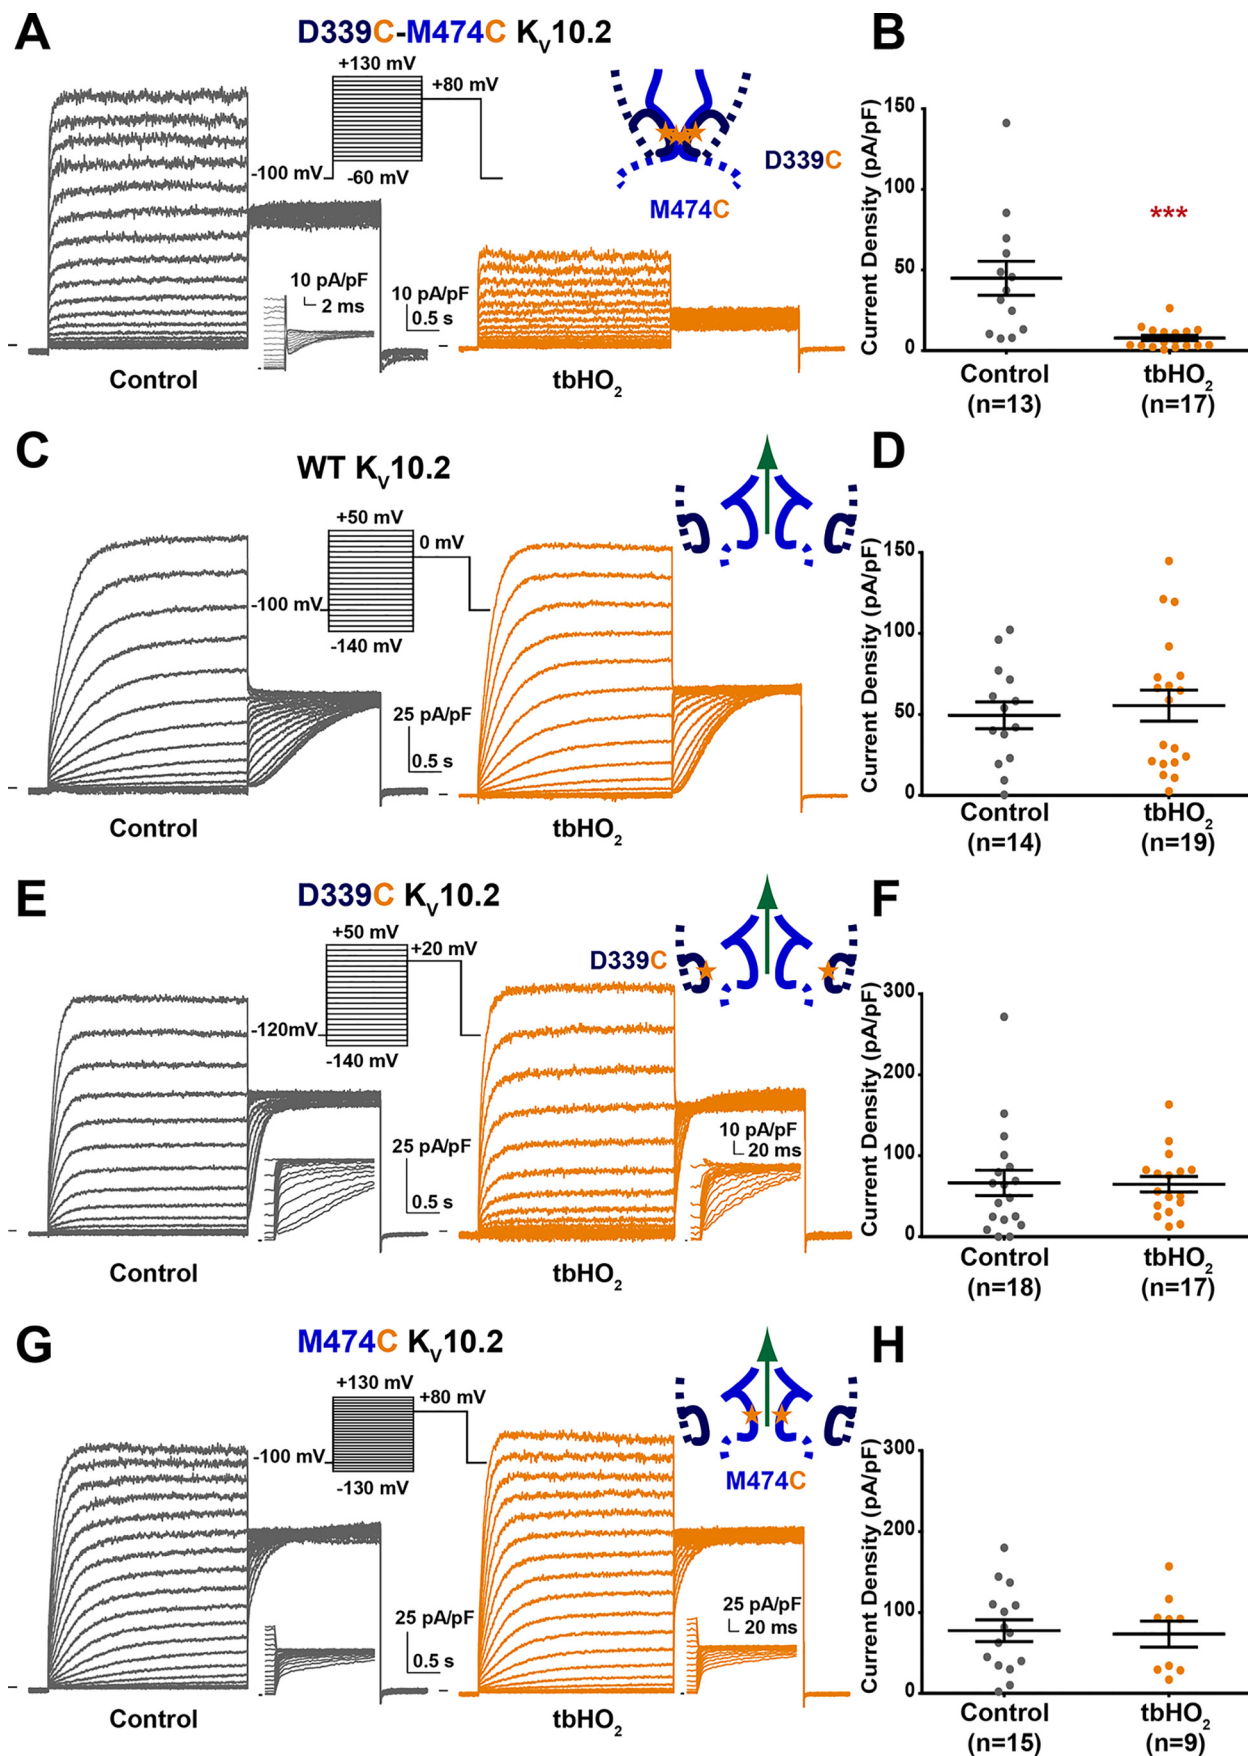 A
D339C-M474C Kv10.2
+130 mV
+80 mV
-100 mV
-60 mV
D339C
M474C
10 pA/pF
2 ms
10 pA/pF
0.5 s
Control
tbHO2
B
Current Density (pA/pF)
150
100
50
0
***
Control
(n=13)
tbHO2
(n=17)
C
WT Kv10.2
+50 mV
0 mV
-100 mV
-140 mV
25 pA/pF
0.5 s
Control
tbHO2
D
Current Density (pA/pF)
150
100
50
0
Control
(n=14)
tbHO2
(n=19)
E
D339C Kv10.2
+50 mV
+20 mV
-120mV
-140 mV
D339C
25 pA/pF
0.5 s
10 pA/pF
20 ms
Control
tbHO2
F
Current Density (pA/pF)
300
200
100
0
Control
(n=18)
tbHO2
(n=17)
G
M474C Kv10.2
+130 mV
+80 mV
-100 mV
-130 mV
M474C
25 pA/pF
0.5 s
25 pA/pF
20 ms
Control
tbHO2
H
Current Density (pA/pF)
300
200
100
0
Control
(n=15)
tbHO2
(n=9)